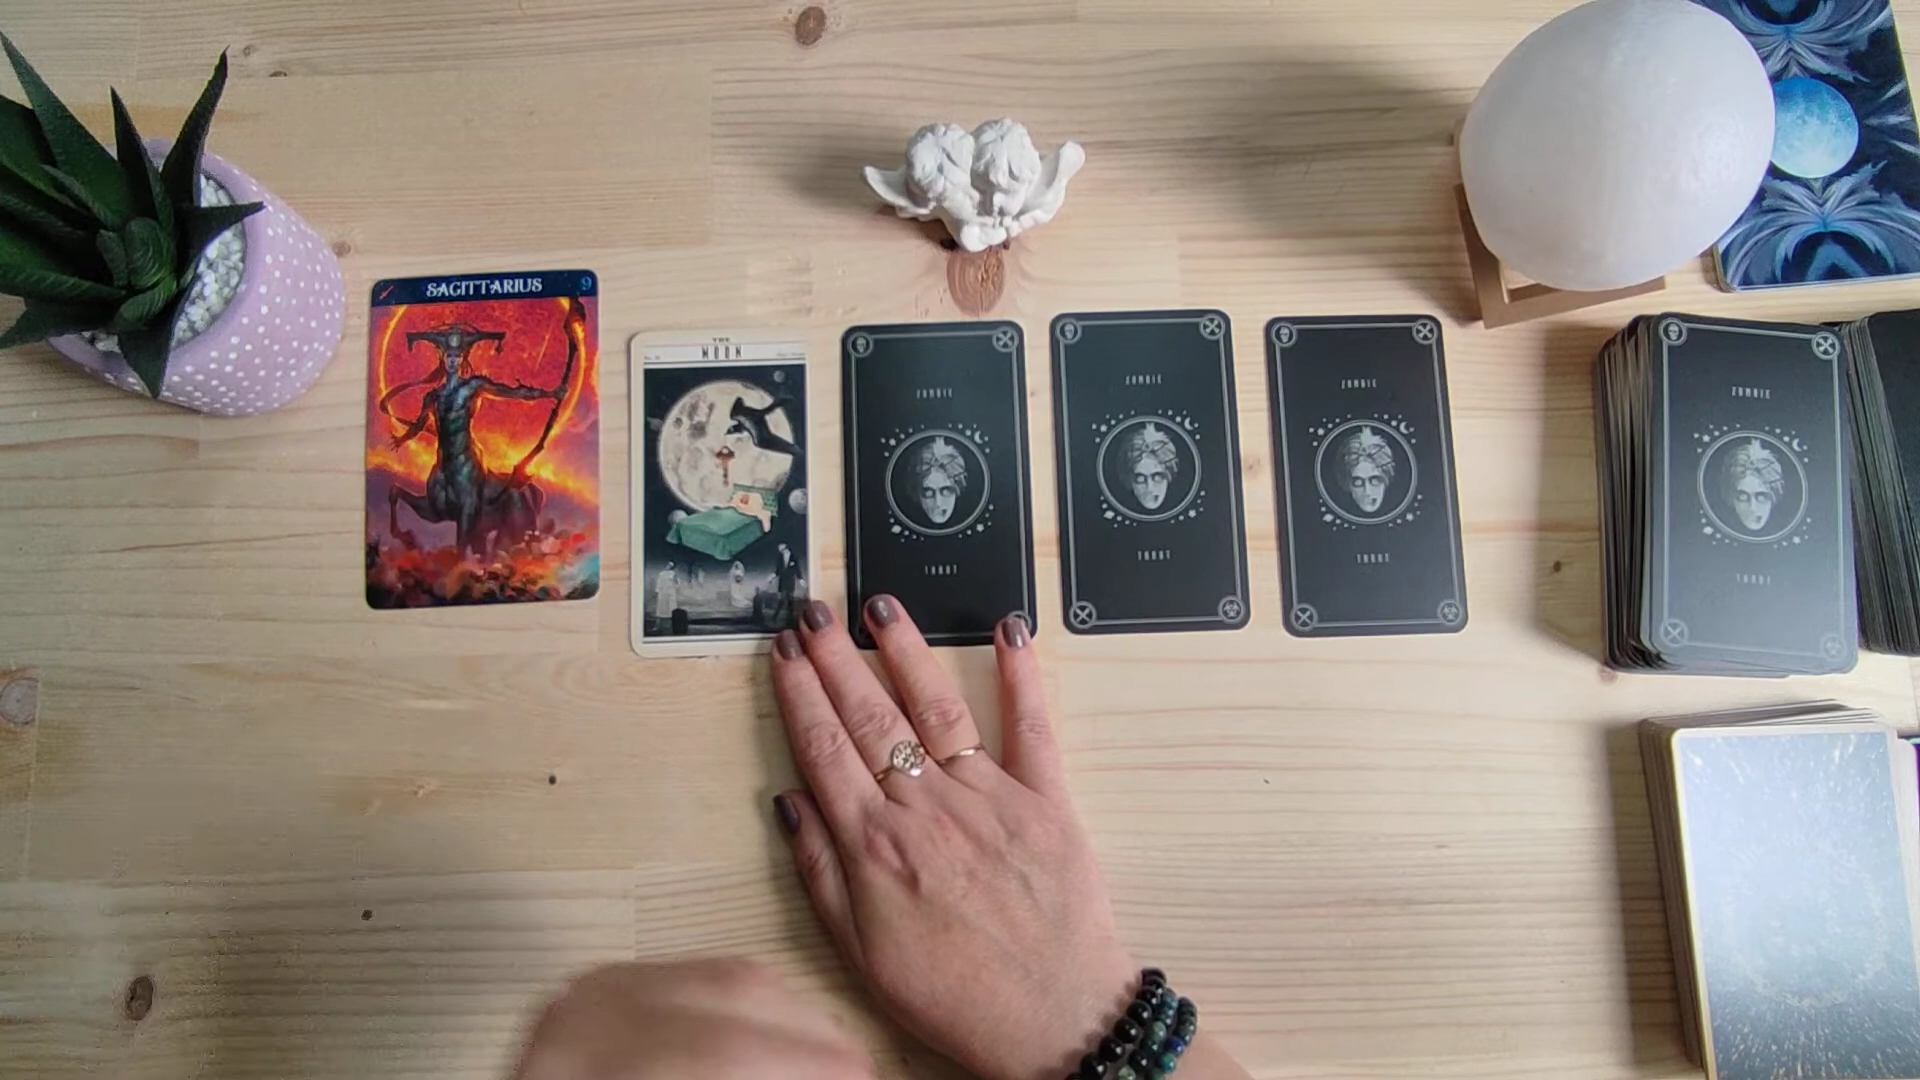 SAGITTARIUS 9
THE
MOON
ZOMBIE
TAROT
ZOMBIE
TAROT
ZOMBIE
TAROT
ZOMBIE
TAROT